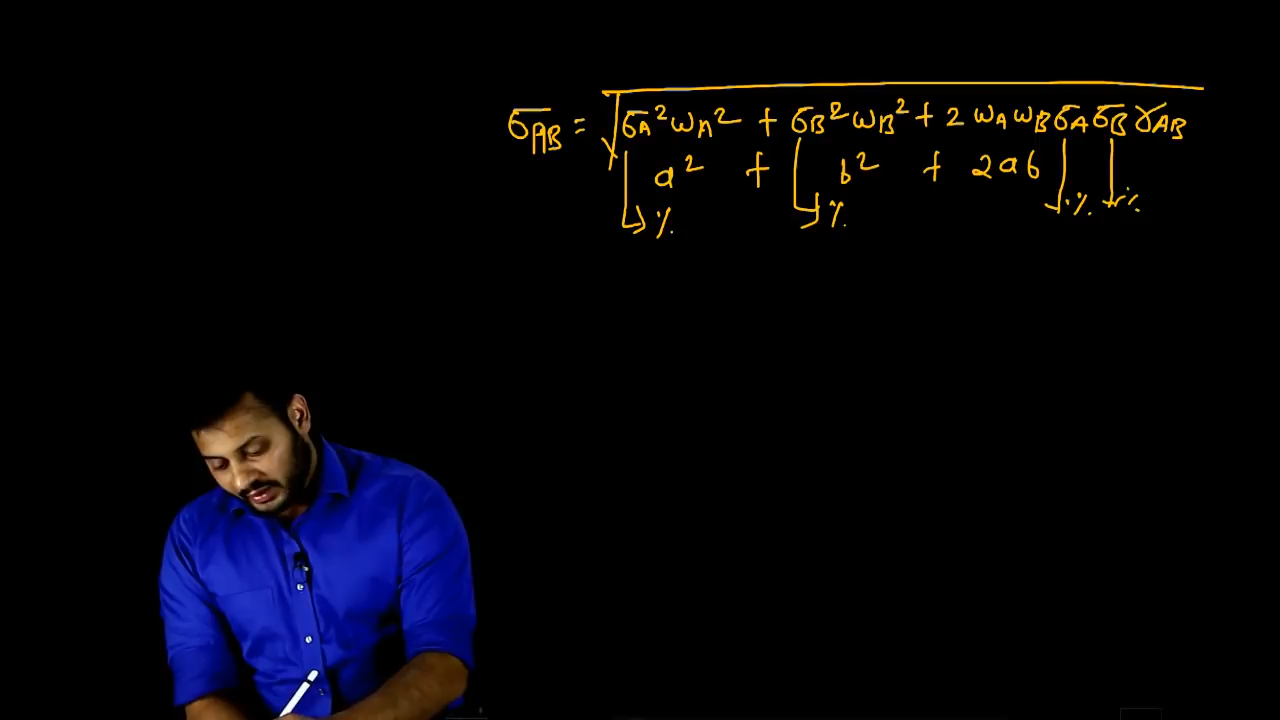 σAB = √σA²ωA² + σB²ωB² + 2 ωA ωB σA σB γAB
a² + b² + 2ab
% % % %